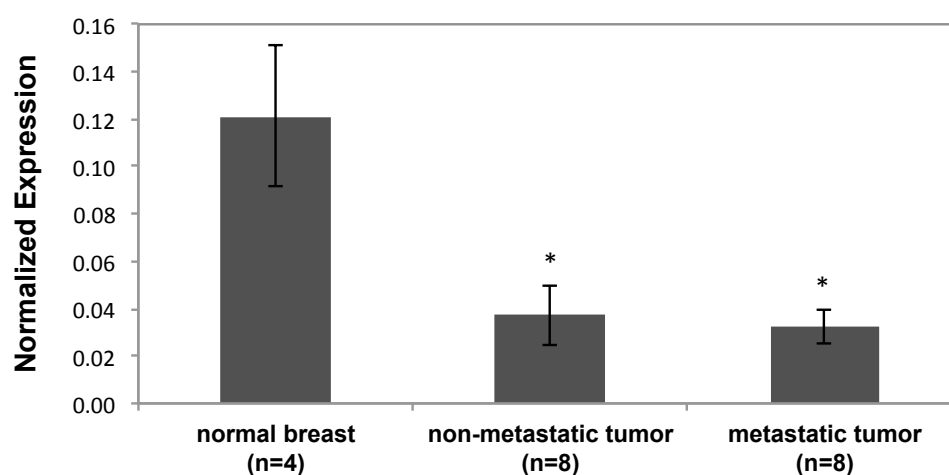 Normalized Expression
0.16
0.14
0.12
0.10
0.08
0.06
0.04
0.02
0.00
*
*
normal breast
(n=4)
non-metastatic tumor
(n=8)
metastatic tumor
(n=8)